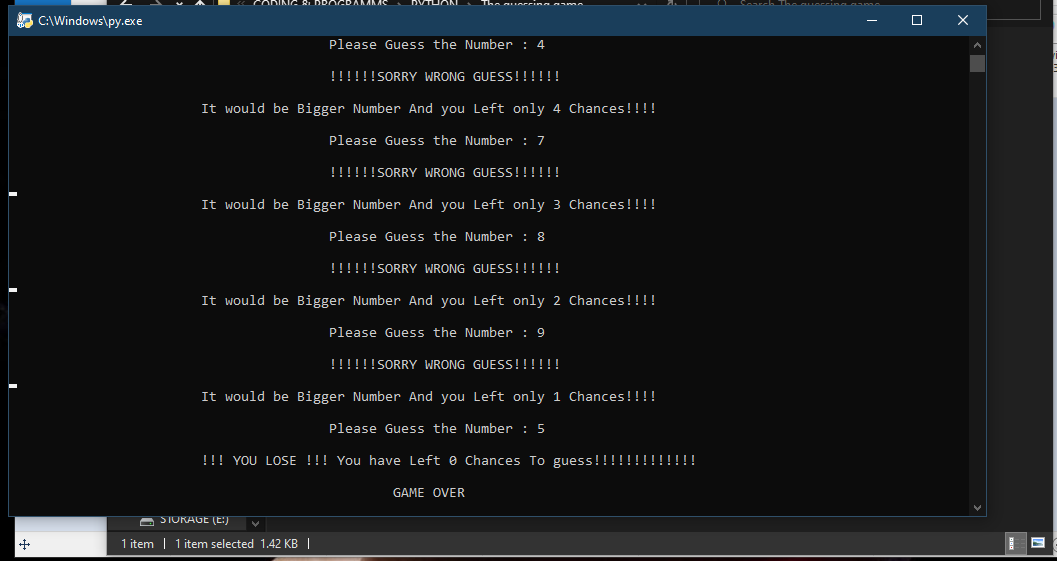 CODING & PROGRAMMS > PYTHON > The guessing game
Search The guessing game
C:\Windows\py.exe
Please Guess the Number : 4
!!!!!!SORRY WRONG GUESS!!!!!!
It would be Bigger Number And you Left only 4 Chances!!!!
Please Guess the Number : 7
!!!!!!SORRY WRONG GUESS!!!!!!
It would be Bigger Number And you Left only 3 Chances!!!!
Please Guess the Number : 8
!!!!!!SORRY WRONG GUESS!!!!!!
It would be Bigger Number And you Left only 2 Chances!!!!
Please Guess the Number : 9
!!!!!!SORRY WRONG GUESS!!!!!!
It would be Bigger Number And you Left only 1 Chances!!!!
Please Guess the Number : 5
!!! YOU LOSE !!! You have Left 0 Chances To guess!!!!!!!!!!!!!
GAME OVER
STORAGE (E:)
1 item | 1 item selected 1.42 KB |